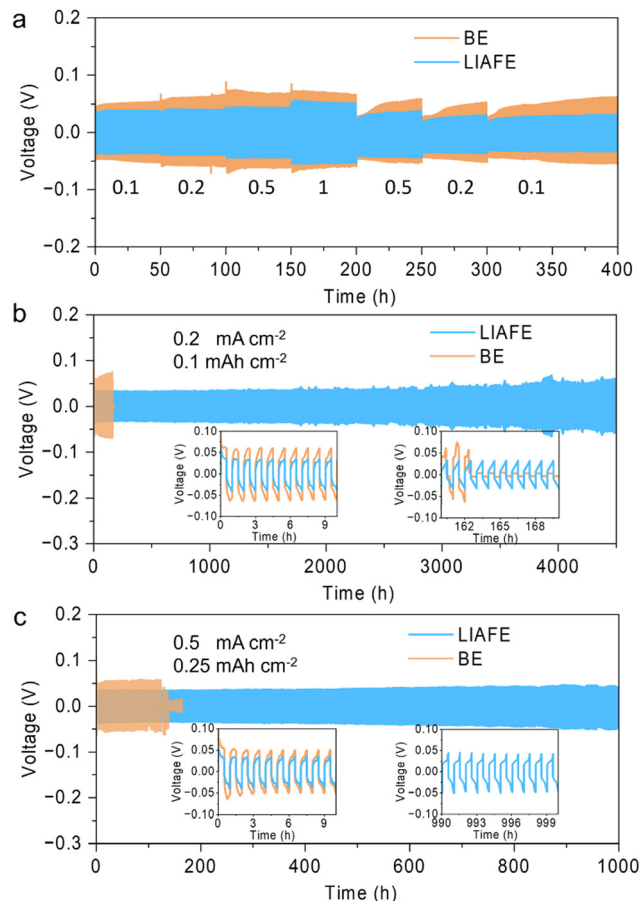 a
BE
LIAFE
Voltage (V)
0.2
0.1
0.0
−0.1
−0.2
0.1 0.2 0.5 1 0.5 0.2 0.1
0 50 100 150 200 250 300 350 400
Time (h)
b
0.2 mA cm⁻²
0.1 mAh cm⁻²
LIAFE
BE
Voltage (V)
0.2
0.1
0.0
−0.1
−0.2
−0.3
Voltage (V)
0.10
0.05
0.00
−0.05
−0.10
0 3 6 9
Time (h)
Voltage (V)
0.10
0.05
0.00
−0.05
−0.10
162 165 168
Time (h)
0 1000 2000 3000 4000
Time (h)
c
0.5 mA cm⁻²
0.25 mAh cm⁻²
LIAFE
BE
Voltage (V)
0.2
0.1
0.0
−0.1
−0.2
−0.3
Voltage (V)
0.10
0.05
0.00
−0.05
−0.10
0 3 6 9
Time (h)
Voltage (V)
0.10
0.05
0.00
−0.05
−0.10
990 993 996 999
Time (h)
0 200 400 600 800 1000
Time (h)